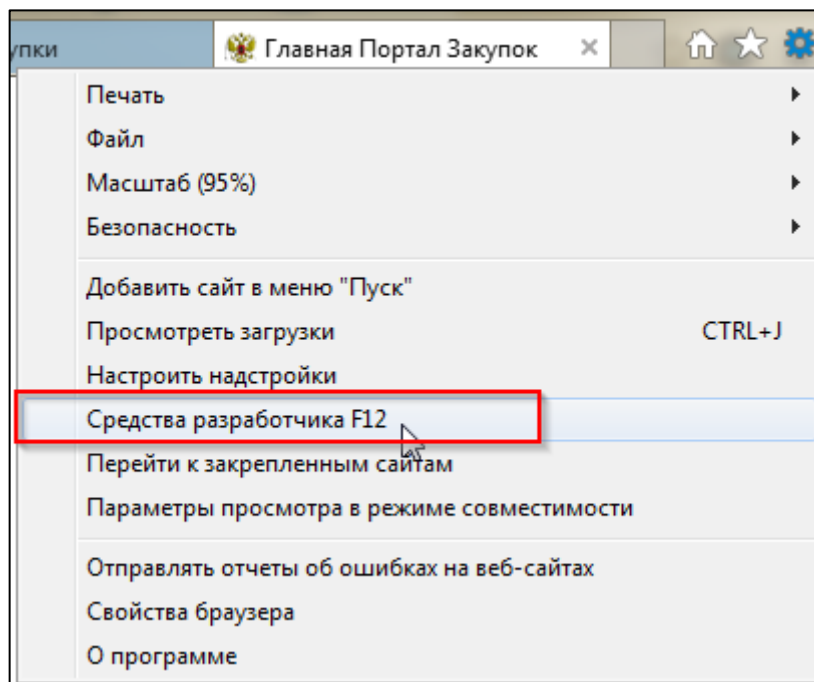 упки
Главная Портал Закупок
Печать
Файл
Масштаб (95%)
Безопасность
Добавить сайт в меню "Пуск"
Просмотреть загрузки CTRL+J
Настроить надстройки
Средства разработчика F12
Перейти к закрепленным сайтам
Параметры просмотра в режиме совместимости
Отправлять отчеты об ошибках на веб-сайтах
Свойства браузера
О программе